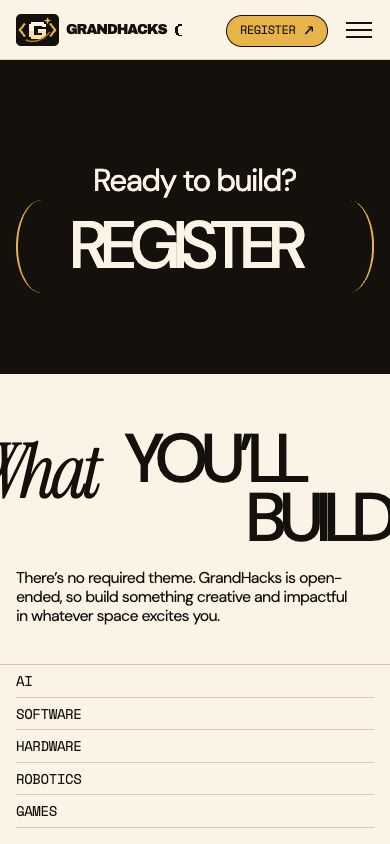 G
GRANDHACKS
REGISTER ↗
Ready to build?
REGISTER
What YOU'LL
BUILD
There's no required theme. GrandHacks is open-
ended, so build something creative and impactful
in whatever space excites you.
AI
SOFTWARE
HARDWARE
ROBOTICS
GAMES